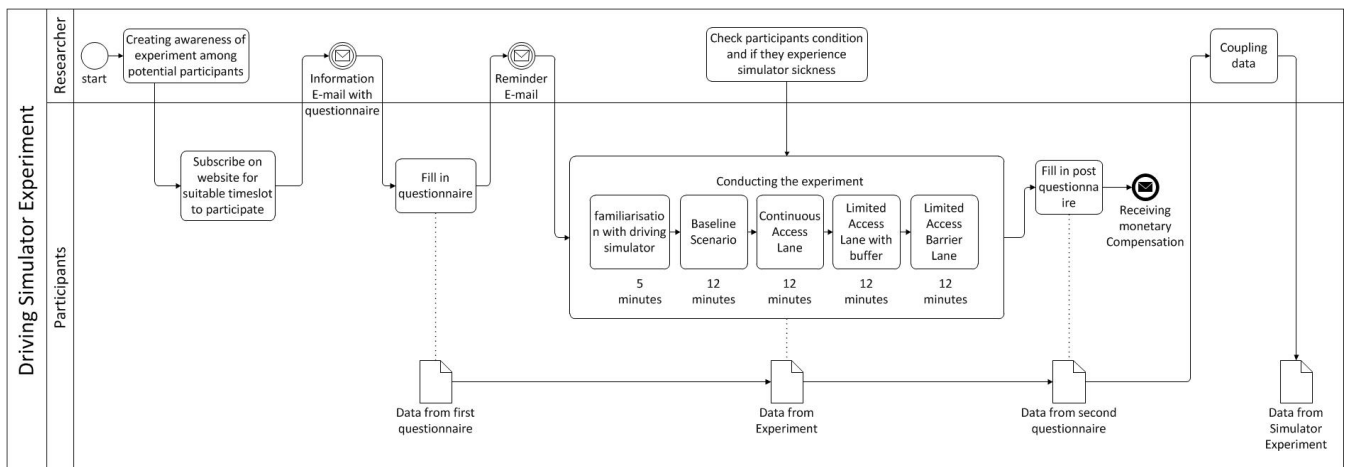 Driving Simulator Experiment
Researcher
start
Creating awareness of
experiment among
potential participants
Information
E-mail with
questionnaire
Reminder
E-mail
Check participants condition
and if they experience
simulator sickness
Coupling
data
Participants
Subscribe on
website for
suitable timeslot
to participate
Fill in
questionnaire
Conducting the experiment
familiarisatio
n with driving
simulator
Baseline
Scenario
Continuous
Access
Lane
Limited
Access
Lane with
buffer
Limited
Access
Barrier
Lane
5
minutes
12
minutes
12
minutes
12
minutes
12
minutes
Fill in post
questionna
ire
Receiving
monetary
Compensation
Data from first
questionnaire
Data from
Experiment
Data from second
questionnaire
Data from
Simulator
Experiment